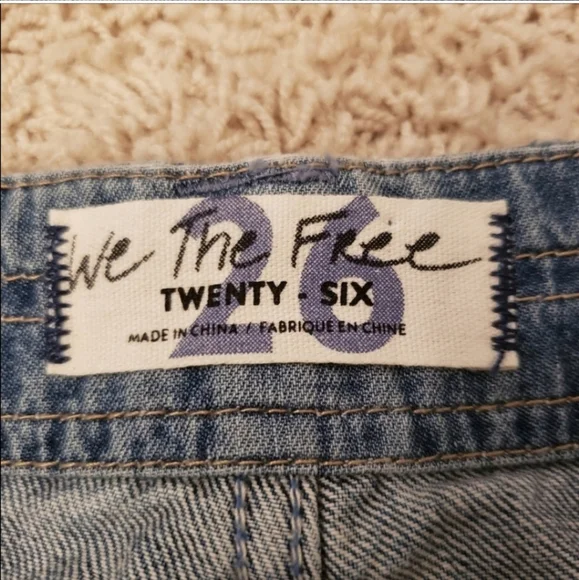 We The Free
26
TWENTY - SIX
MADE IN CHINA / FABRIQUE EN CHINE